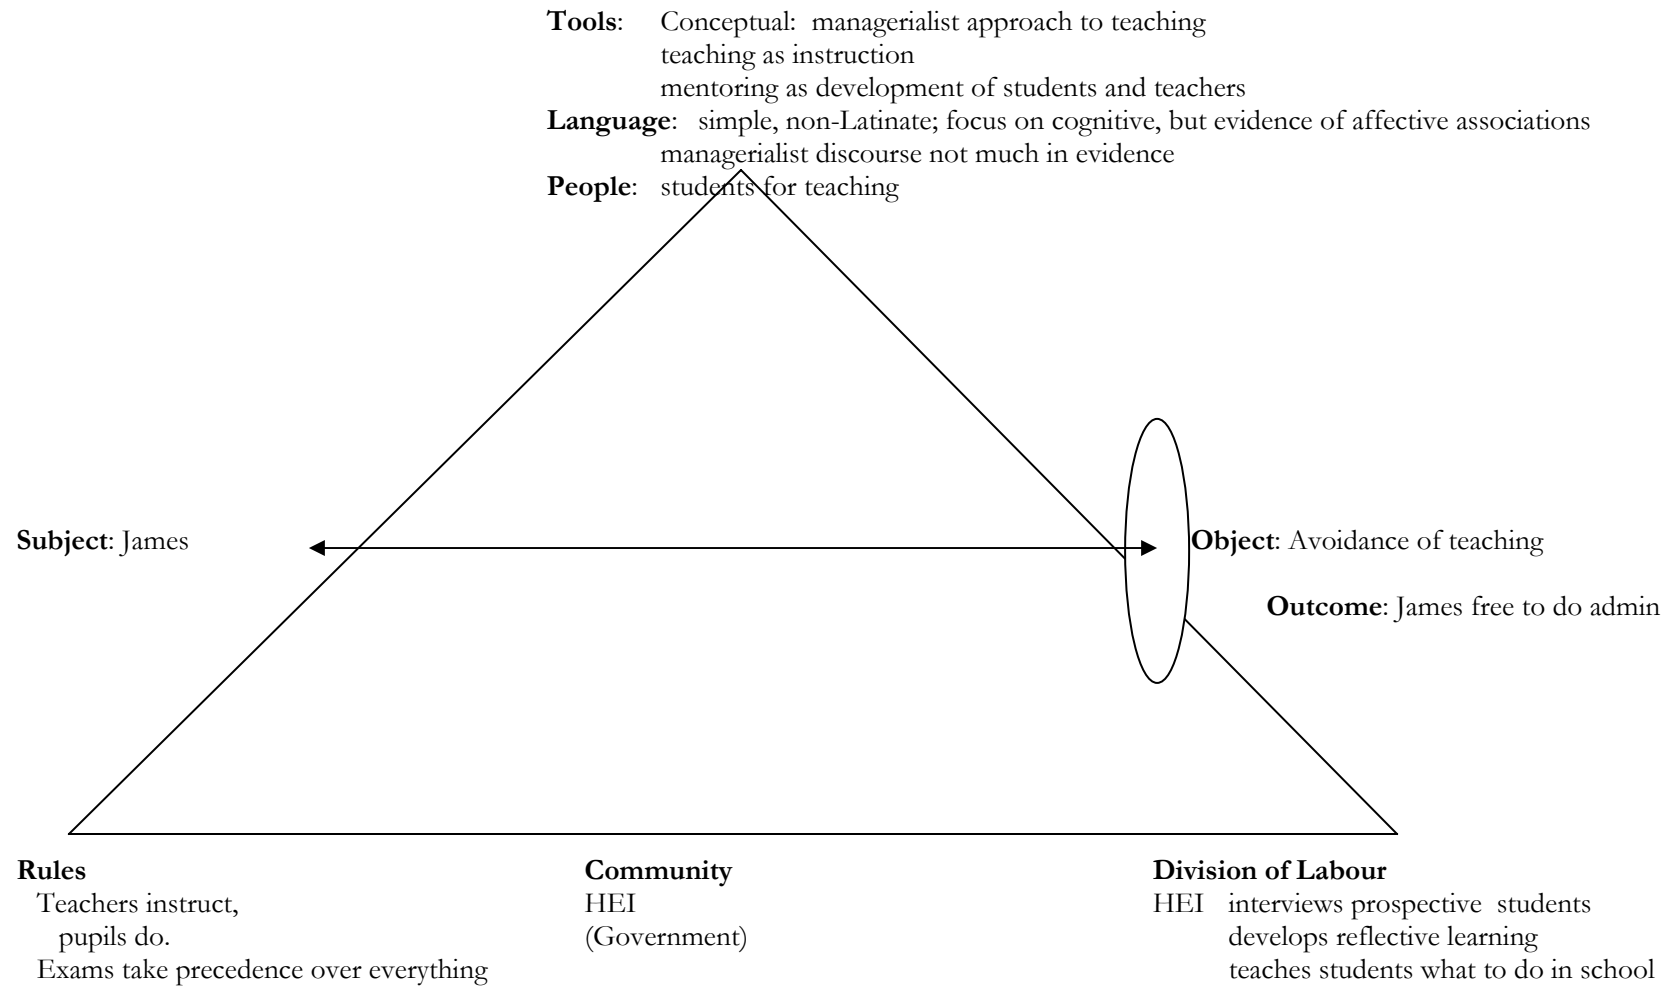 Tools: Conceptual: managerialist approach to teaching
teaching as instruction
mentoring as development of students and teachers
Language: simple, non-Latinate; focus on cognitive, but evidence of affective associations
managerialist discourse not much in evidence
People: students for teaching
Subject: James
Object: Avoidance of teaching
Outcome: James free to do admin
Rules
Teachers instruct,
pupils do.
Exams take precedence over everything
Community
HEI
(Government)
Division of Labour
HEI interviews prospective students
develops reflective learning
teaches students what to do in school